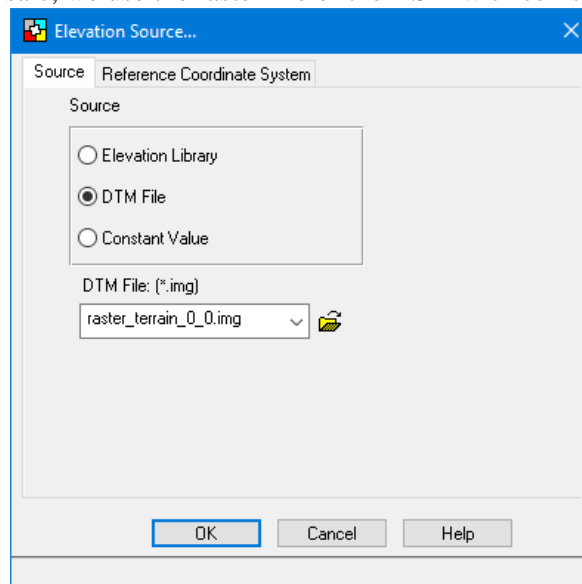 Elevation Source...
Source Reference Coordinate System
Source
Elevation Library
DTM File
Constant Value
DTM File: (*.img)
raster_terrain_0_0.img
OK Cancel Help